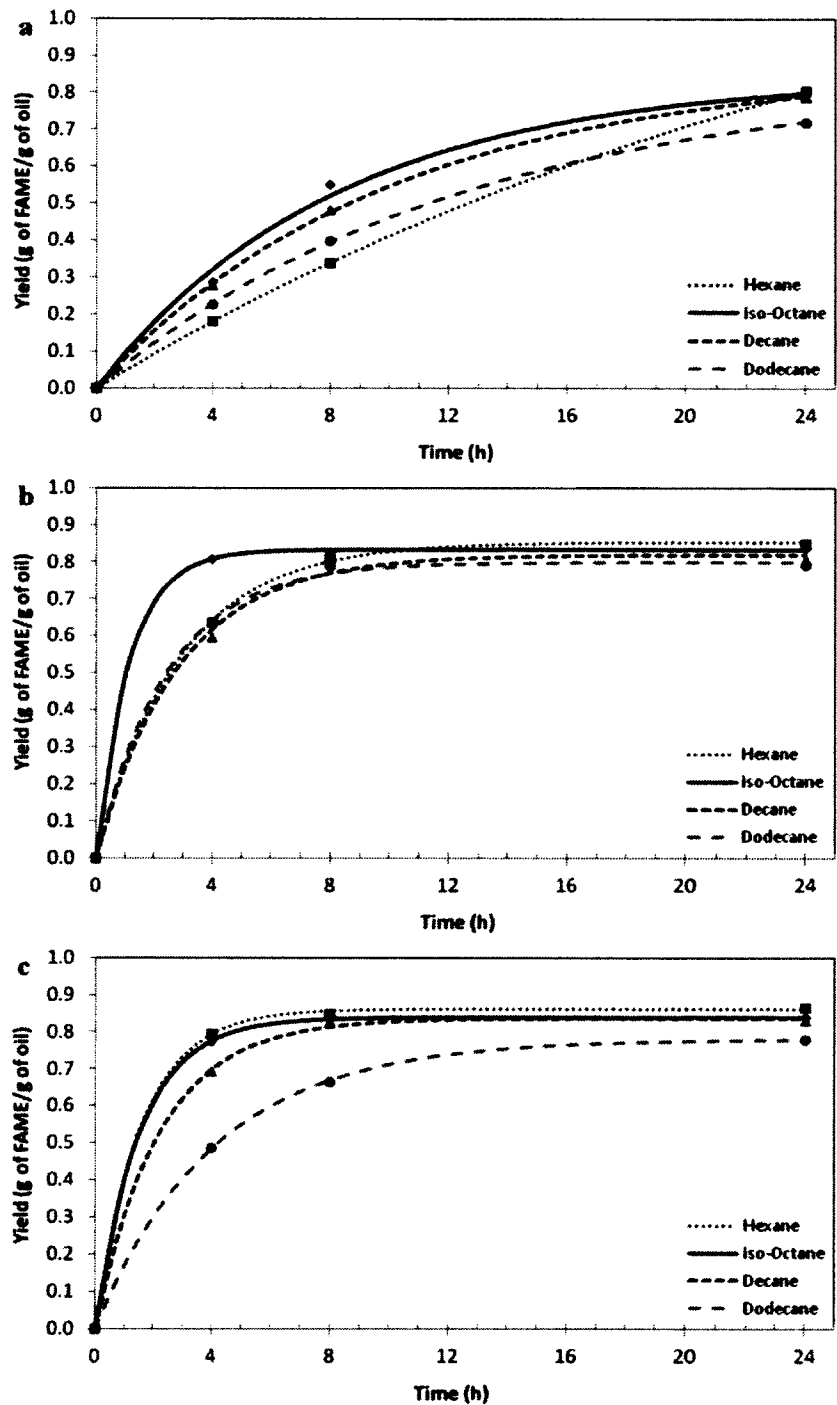 a
1.0
0.9
0.8
0.7
0.6
0.5
0.4
0.3
0.2
0.1
0.0
Yield (g of FAME/g of oil)
Hexane
Iso-Octane
Decane
Dodecane
0 4 8 12 16 20 24
Time (h)
b
1.0
0.9
0.8
0.7
0.6
0.5
0.4
0.3
0.2
0.1
0.0
Yield (g of FAME/g of oil)
Hexane
Iso-Octane
Decane
Dodecane
0 4 8 12 16 20 24
Time (h)
c
1.0
0.9
0.8
0.7
0.6
0.5
0.4
0.3
0.2
0.1
0.0
Yield (g of FAME/g of oil)
Hexane
Iso-Octane
Decane
Dodecane
0 4 8 12 16 20 24
Time (h)